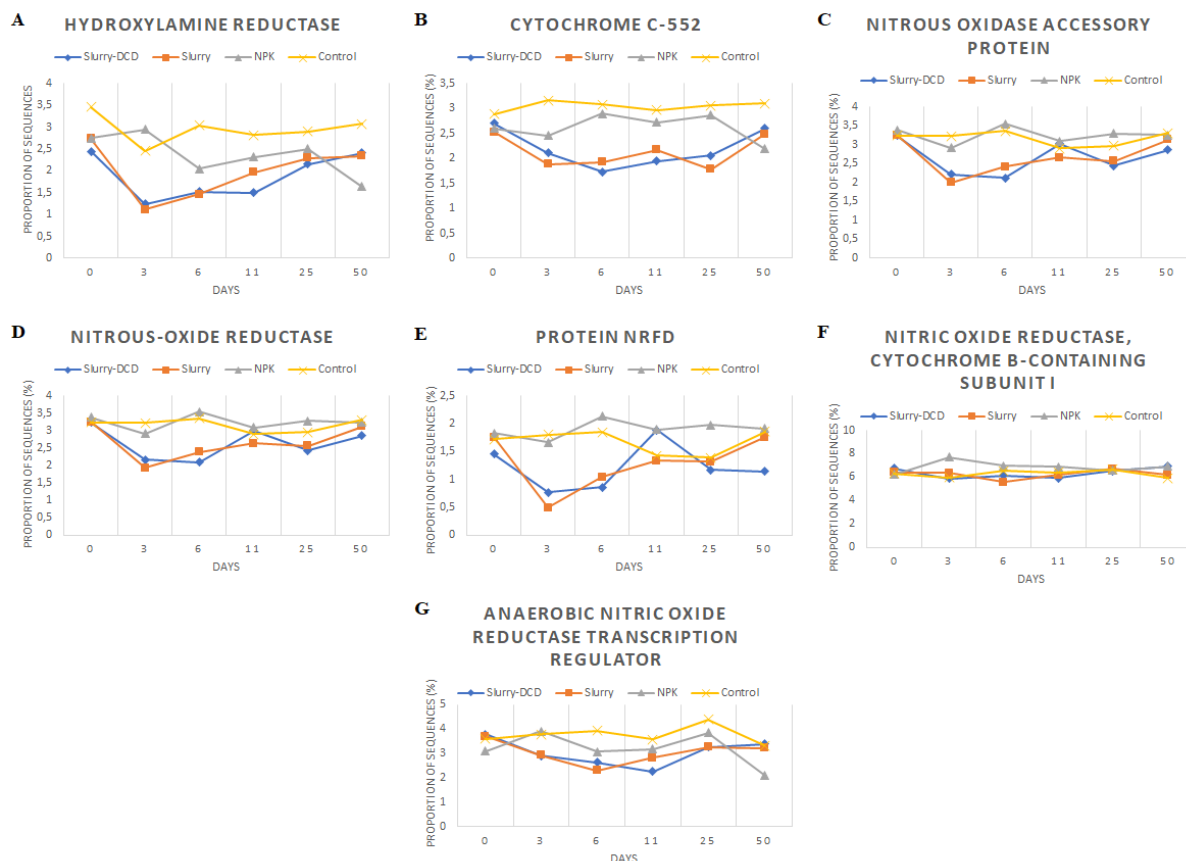 A
HYDROXYLAMINE REDUCTASE
Slurry-DCD Slurry NPK Control
PROPORTION OF SEQUENCES
4
3,5
3
2,5
2
1,5
1
0,5
0
0 3 6 11 25 50
DAYS
B
CYTOCHROME C-552
Slurry-DCD Slurry NPK Control
PROPORTION OF SEQUENCES (%)
3,5
3
2,5
2
1,5
1
0,5
0
0 3 6 11 25 50
DAYS
C
NITROUS OXIDASE ACCESSORY
PROTEIN
Slurry-DCD Slurry NPK Control
PROPORTION OF SEQUENCES (%)
4
3,5
3
2,5
2
1,5
1
0,5
0
0 3 6 11 25 50
DAYS
D
NITROUS-OXIDE REDUCTASE
Slurry-DCD Slurry NPK Control
PROPORTION OF SEQUENCES (%)
4
3,5
3
2,5
2
1,5
1
0,5
0
0 3 6 11 25 50
DAYS
E
PROTEIN NRFD
Slurry-DCD Slurry NPK Control
PROPORTION OF SEQUENCES (%)
2,5
2
1,5
1
0,5
0
0 3 6 11 25 50
DAYS
F
NITRIC OXIDE REDUCTASE,
CYTOCHROME B-CONTAINING
SUBUNIT I
Slurry-DCD Slurry NPK Control
PROPORTION OF SEQUENCES (%)
10
8
6
4
2
0
0 3 6 11 25 50
DAYS
G
ANAEROBIC NITRIC OXIDE
REDUCTASE TRANSCRIPTION
REGULATOR
Slurry-DCD Slurry NPK Control
PROPORTION OF SEQUENCES (%)
5
4
3
2
1
0
0 3 6 11 25 50
DAYS